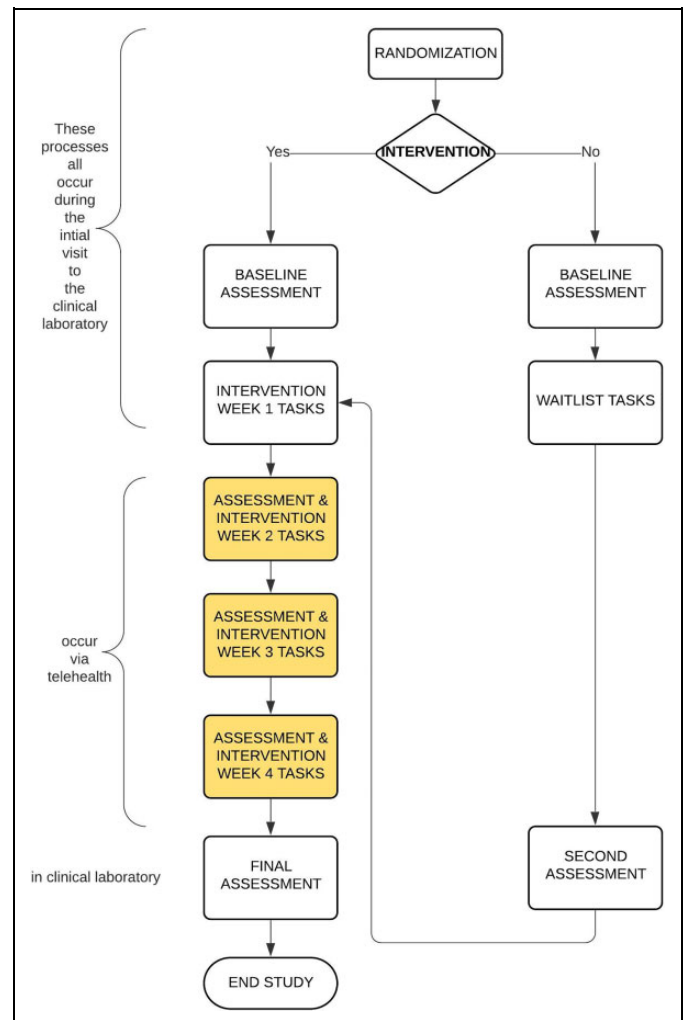 RANDOMIZATION
INTERVENTION
Yes
No
These
processes
all
occur
during
the
intial
visit
to
the
clinical
laboratory
BASELINE
ASSESSMENT
BASELINE
ASSESSMENT
INTERVENTION
WEEK 1 TASKS
WAITLIST TASKS
occur
via
telehealth
ASSESSMENT &
INTERVENTION
WEEK 2 TASKS
ASSESSMENT &
INTERVENTION
WEEK 3 TASKS
ASSESSMENT &
INTERVENTION
WEEK 4 TASKS
in clinical laboratory
FINAL
ASSESSMENT
SECOND
ASSESSMENT
END STUDY